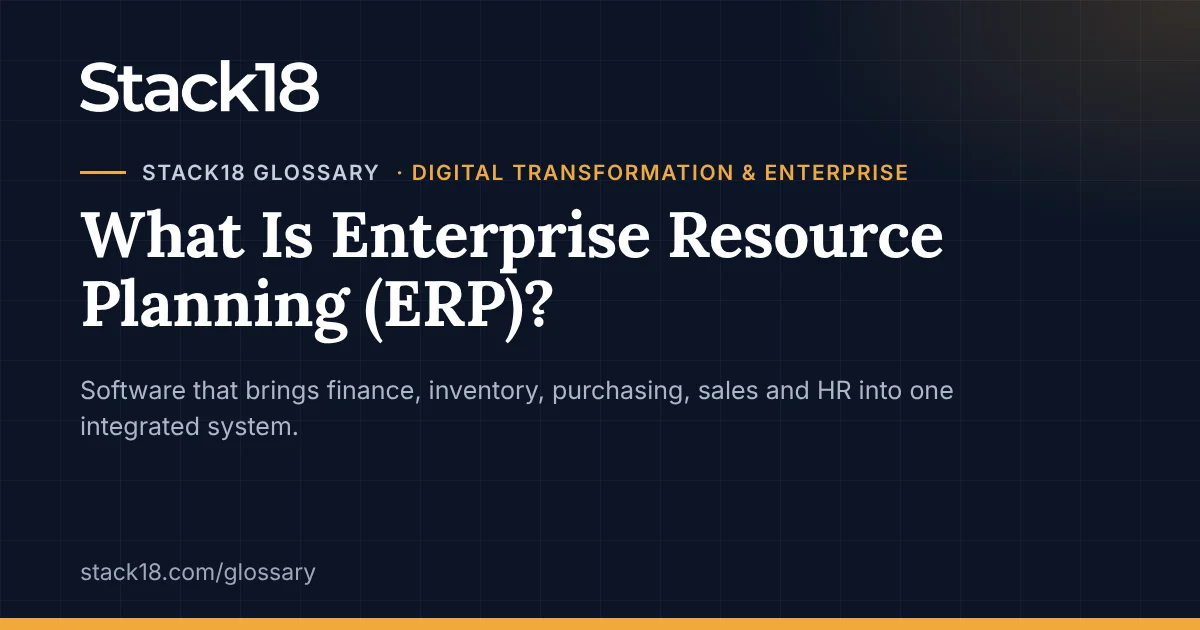 Stack18
STACK18 GLOSSARY · DIGITAL TRANSFORMATION & ENTERPRISE
What Is Enterprise Resource
Planning (ERP)?
Software that brings finance, inventory, purchasing, sales and HR into one
integrated system.
stack18.com/glossary